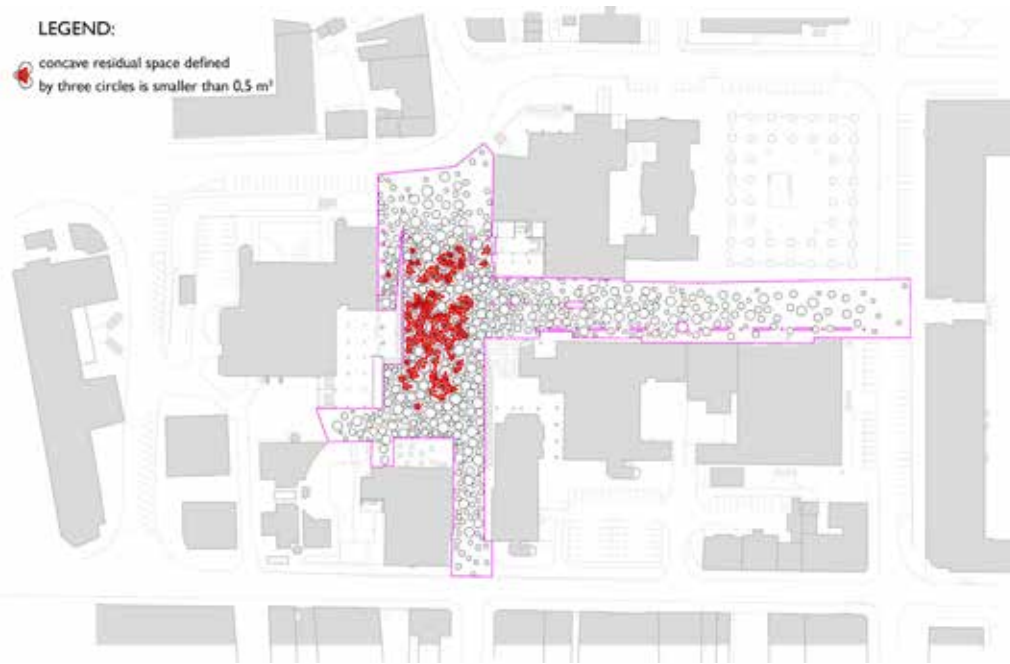 LEGEND:
concave residual space defined
by three circles is smaller than 0,5 m²